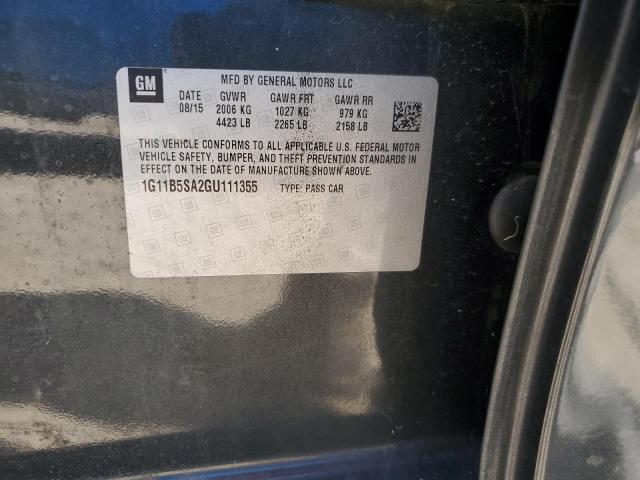 GM
MFD BY GENERAL MOTORS LLC
DATE GVWR GAWR FRT GAWR RR
08/15 2006 KG 1027 KG 979 KG
4423 LB 2265 LB 2158 LB
THIS VEHICLE CONFORMS TO ALL APPLICABLE U.S. FEDERAL MOTOR
VEHICLE SAFETY, BUMPER, AND THEFT PREVENTION STANDARDS IN
EFFECT ON THE DATE OF MANUFACTURE SHOWN ABOVE.
1G11B5SA2GU111355 TYPE: PASS CAR